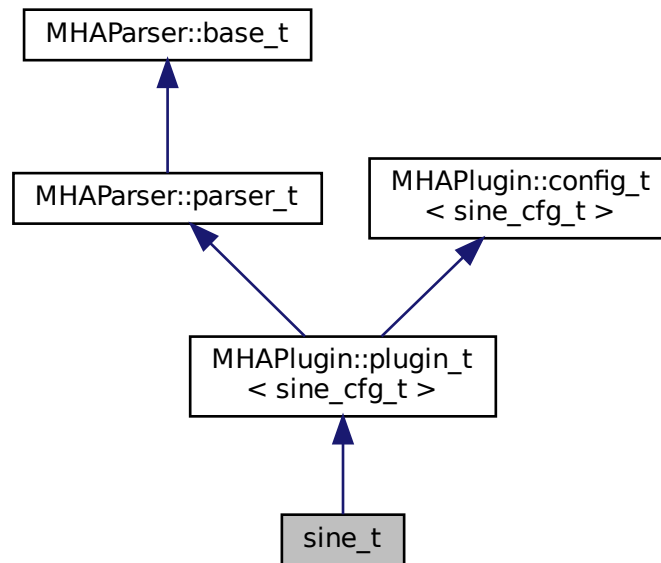 MHAParser::base_t
MHAParser::parser_t
MHAPlugin::config_t
< sine_cfg_t >
MHAPlugin::plugin_t
< sine_cfg_t >
sine_t